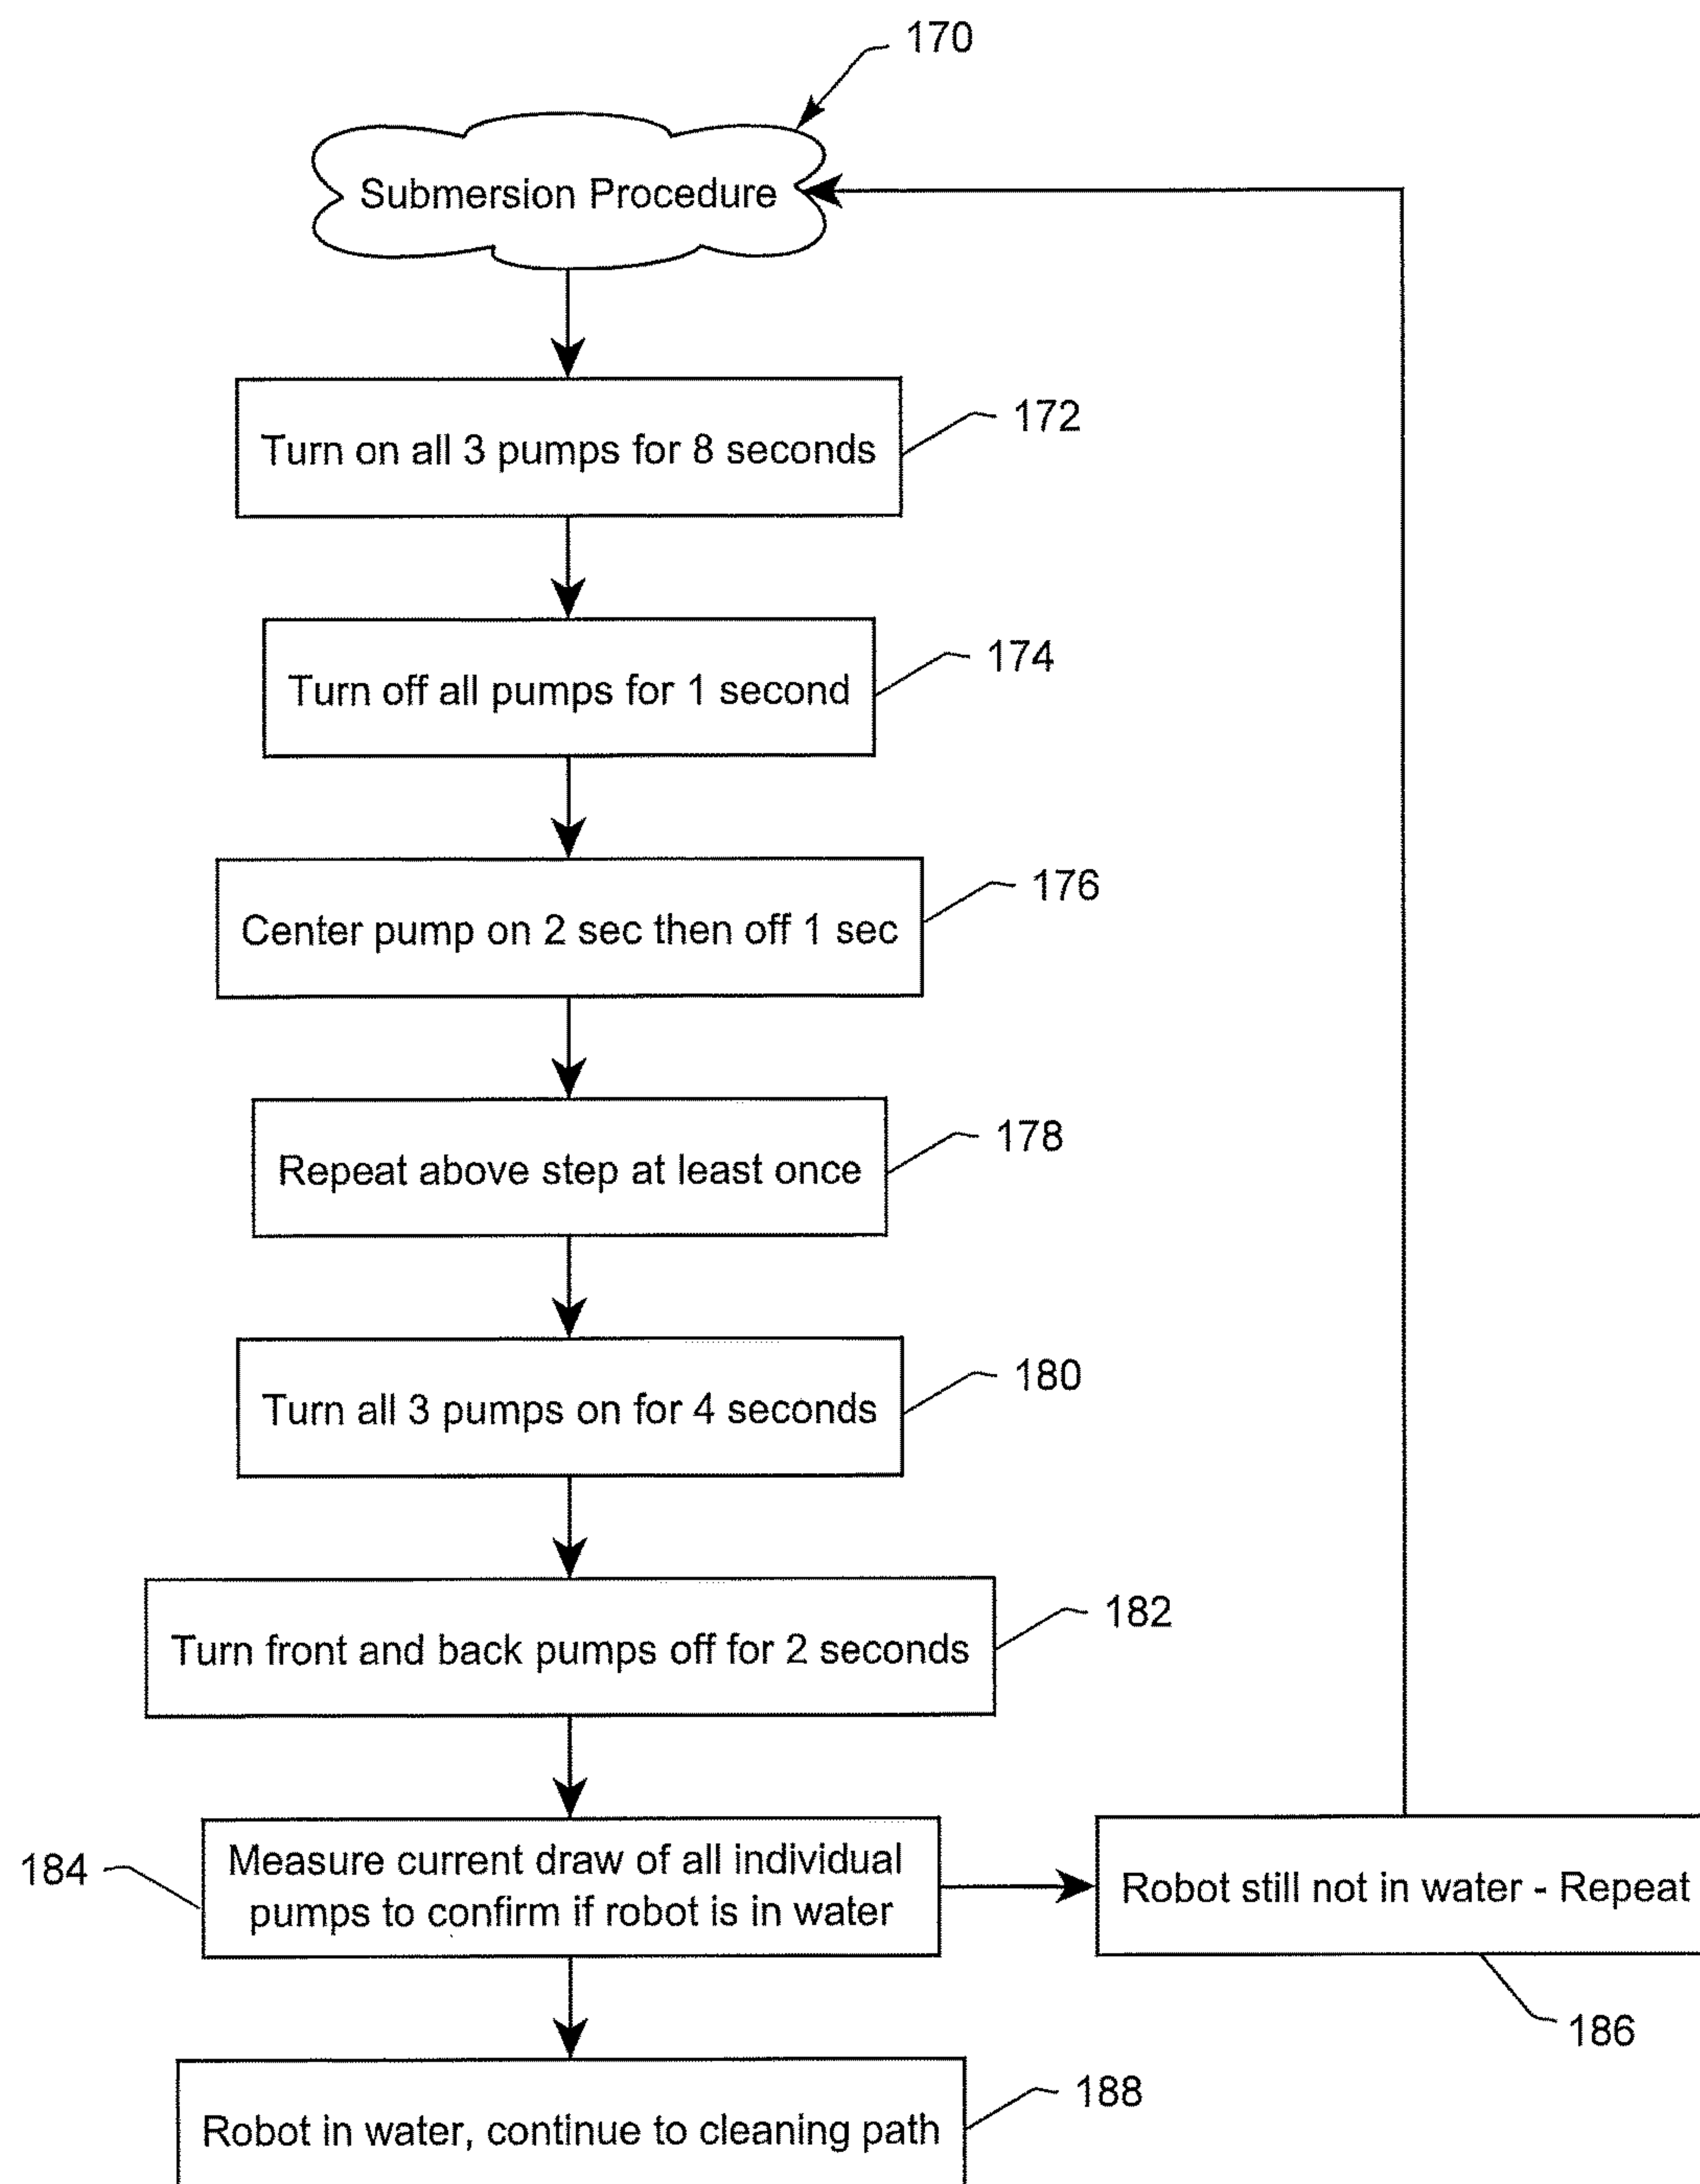 170
Submersion Procedure
172
Turn on all 3 pumps for 8 seconds
174
Turn off all pumps for 1 second
176
Center pump on 2 sec then off 1 sec
178
Repeat above step at least once
180
Turn all 3 pumps on for 4 seconds
182
Turn front and back pumps off for 2 seconds
184
Measure current draw of all individual
pumps to confirm if robot is in water
Robot still not in water - Repeat
186
188
Robot in water, continue to cleaning path